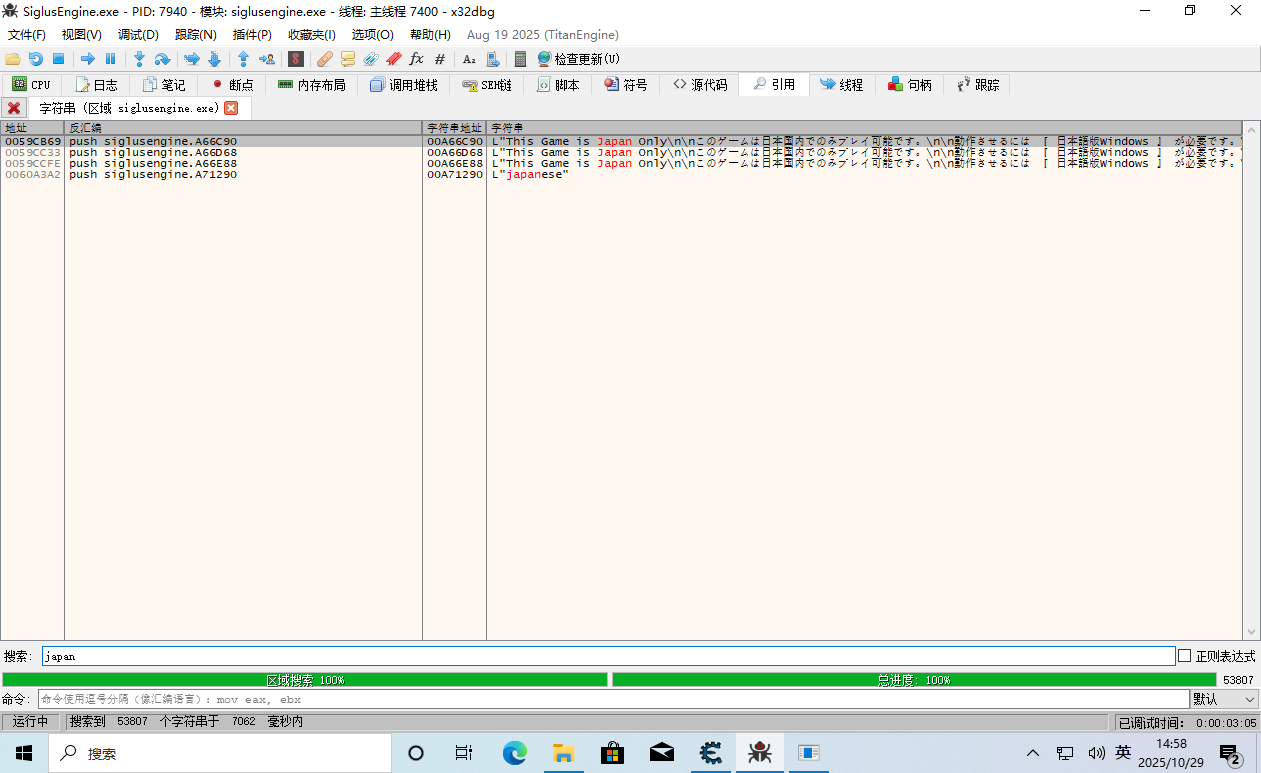 SiglusEngine.exe - PID: 7940 - 模块: siglusengine.exe - 线程: 主线程 7400 - x32dbg
文件(F) 视图(V) 调试(D) 跟踪(N) 插件(P) 收藏夹(I) 选项(O) 帮助(H) Aug 19 2025 (TitanEngine)
检查更新(U)
CPU 日志 笔记 断点 内存布局 调用堆栈 SEH链 脚本 符号 源代码 引用 线程 句柄 跟踪
字符串 (区域 siglusengine.exe)
地址 反汇编 字符串地址 字符串
0059CB69 push siglusengine.A66C90 00A66C90 L"This Game is Japan Only\n\nこのゲームは日本国内でのみプレイ可能です。\n\n動作させるには 『 日本語版Windows 』 が必要です。
0059CC33 push siglusengine.A66D68 00A66D68 L"This Game is Japan Only\n\nこのゲームは日本国内でのみプレイ可能です。\n\n動作させるには 『 日本語版Windows 』 が必要です。
0059CCFE push siglusengine.A66E88 00A66E88 L"This Game is Japan Only\n\nこのゲームは日本国内でのみプレイ可能です。\n\n動作させるには 『 日本語版Windows 』 が必要です。
0060A3A2 push siglusengine.A71290 00A71290 L"japanese"
搜索: japan 正则表达式
区域搜索 100% 总进度: 100% 53807
命令: 命令使用逗号分隔 (像汇编语言): mov eax, ebx 默认
运行中 搜索到 53807 个字符串于 7062 毫秒内 已调试时间: 0:00:03:05
搜索 英 14:58
2025/10/29 2